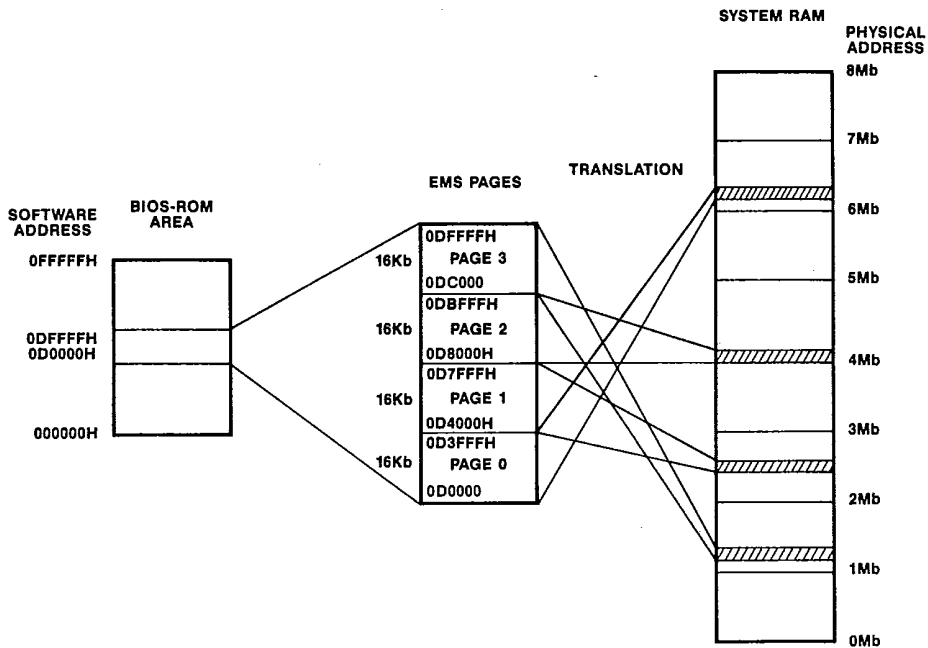 SYSTEM RAM
PHYSICAL
ADDRESS
8Mb
7Mb
6Mb
5Mb
4Mb
3Mb
2Mb
1Mb
0Mb
TRANSLATION
EMS PAGES
0DFFFFH
16Kb PAGE 3
0DC000
0DBFFFH
16Kb PAGE 2
0D8000H
0D7FFFH
16Kb PAGE 1
0D4000H
0D3FFFH
16Kb PAGE 0
0D0000
BIOS-ROM
AREA
SOFTWARE
ADDRESS
0FFFFFH
0DFFFFH
0D0000H
000000H